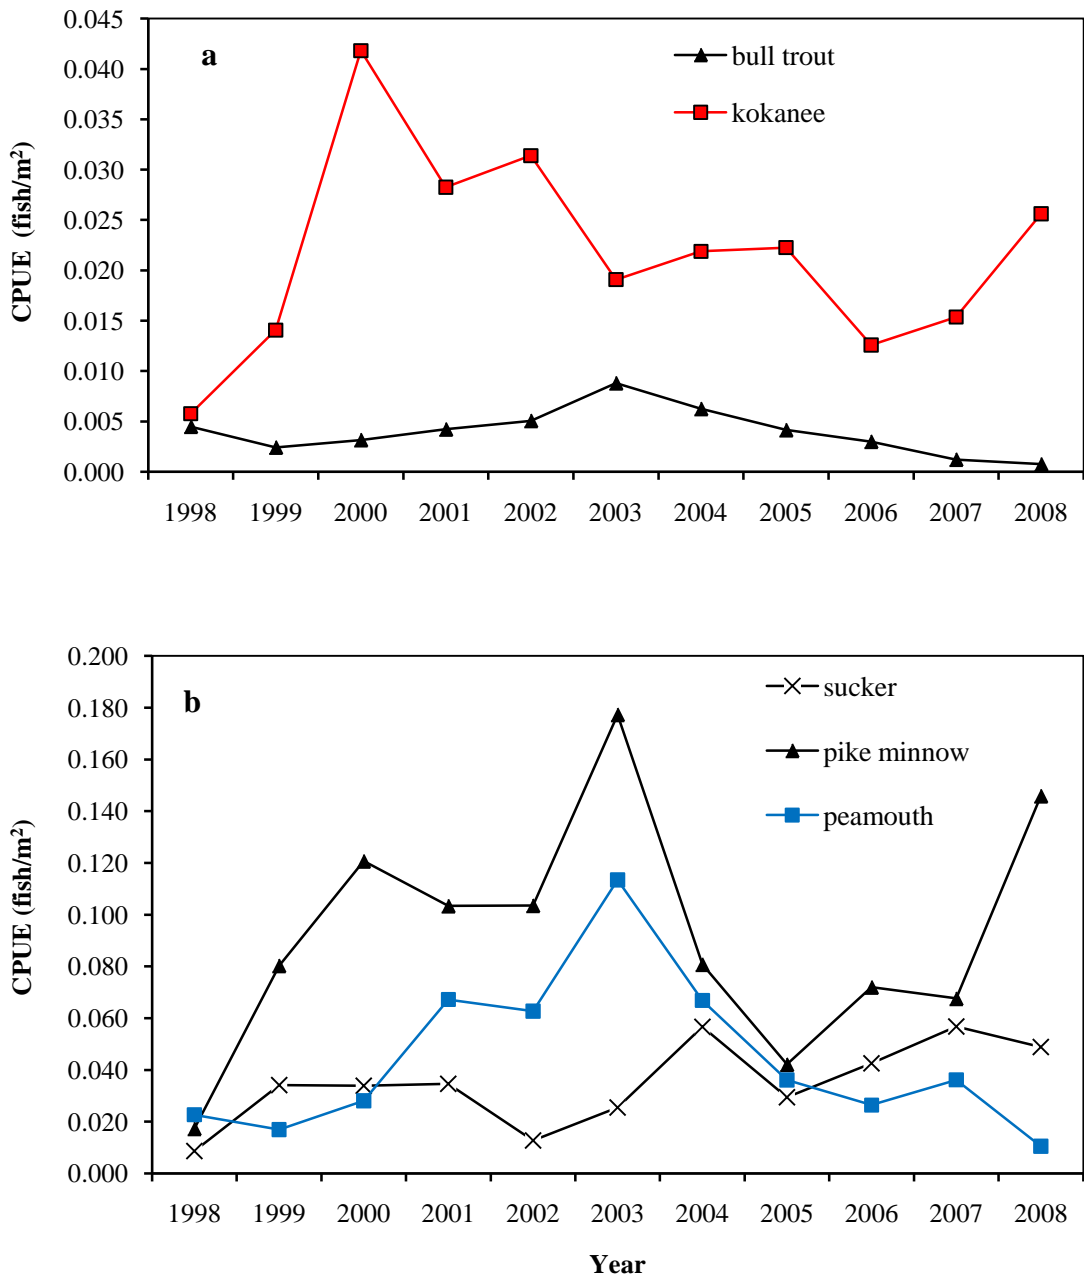 0.045
a
bull trout
0.040
0.035
kokanee
0.030
0.025
0.020
0.015
0.010
0.005
0.000
CPUE (fish/m²)
1998 1999 2000 2001 2002 2003 2004 2005 2006 2007 2008
0.200
b
sucker
0.180
0.160
pike minnow
0.140
peamouth
0.120
0.100
0.080
0.060
0.040
0.020
0.000
CPUE (fish/m²)
1998 1999 2000 2001 2002 2003 2004 2005 2006 2007 2008
Year